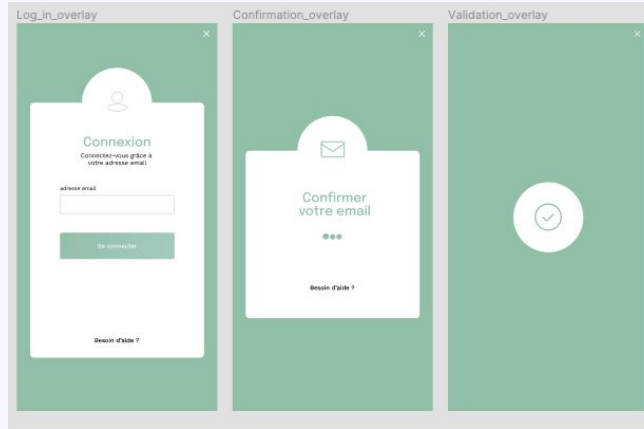 Log_in_overlay
Confirmation_overlay
Validation_overlay
Connexion
Connectez-vous grâce à
votre adresse email
adresse email
Se connecter
Besoin d'aide ?
Confirmer
votre email
Besoin d'aide ?